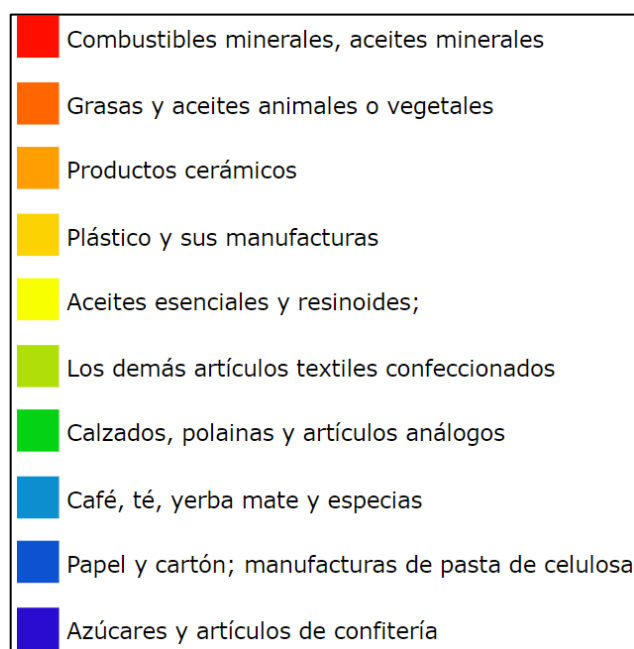 Combustibles minerales, aceites minerales
Grasas y aceites animales o vegetales
Productos cerámicos
Plástico y sus manufacturas
Aceites esenciales y resinoides;
Los demás artículos textiles confeccionados
Calzados, polainas y artículos análogos
Café, té, yerba mate y especias
Papel y cartón; manufacturas de pasta de celulosa
Azúcares y artículos de confitería